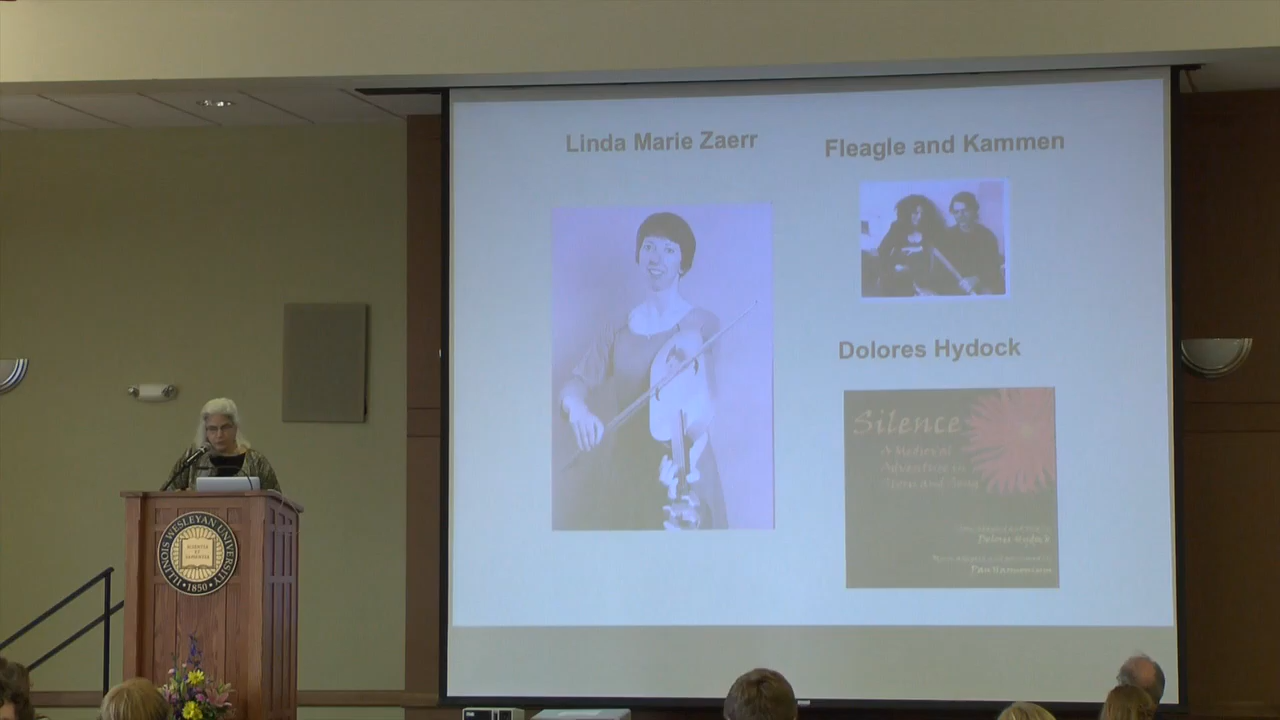 Linda Marie Zaerr
Fleagle and Kammen
Dolores Hydock
Silence
A Medieval
Adventure in
Story and Song
Dolores Hydock
ILLINOIS WESLEYAN UNIVERSITY
1850